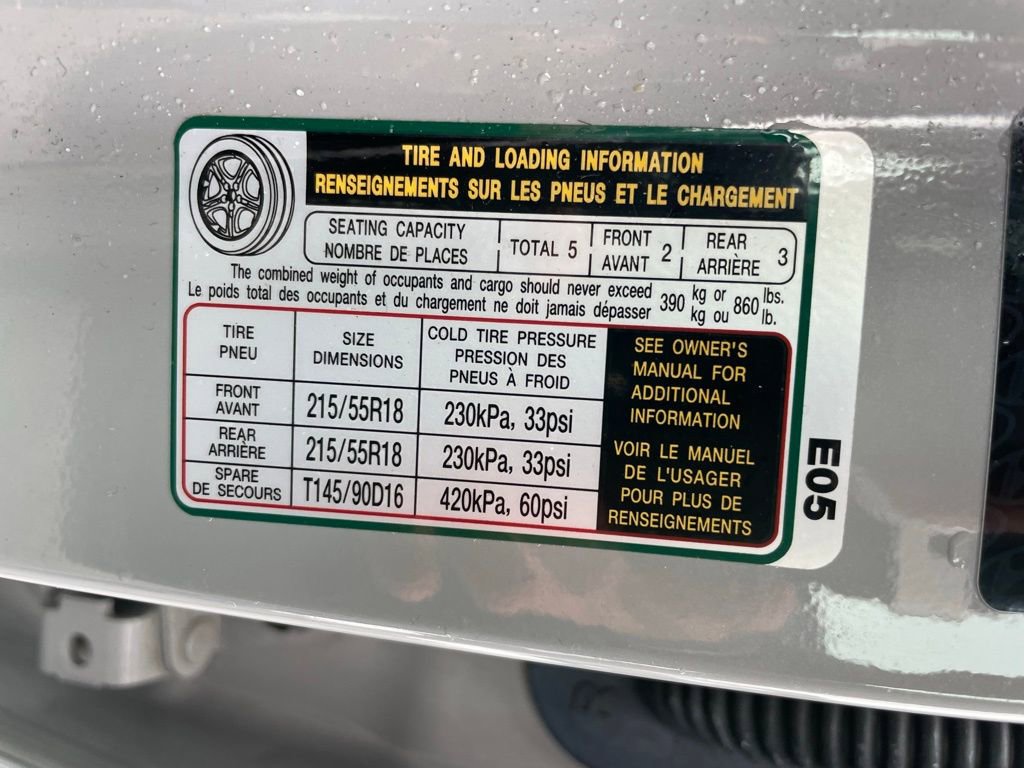 TIRE AND LOADING INFORMATION
RENSEIGNEMENTS SUR LES PNEUS ET LE CHARGEMENT
SEATING CAPACITY
NOMBRE DE PLACES
TOTAL 5
FRONT
AVANT
2
REAR
ARRIÈRE
3
The combined weight of occupants and cargo should never exceed
Le poids total des occupants et du chargement ne doit jamais dépasser
390
kg or
kg ou
860
lbs.
lb.
TIRE
PNEU
SIZE
DIMENSIONS
COLD TIRE PRESSURE
PRESSION DES
PNEUS À FROID
FRONT
AVANT
215/55R18
230kPa, 33psi
REAR
ARRIÈRE
215/55R18
230kPa, 33psi
SPARE
DE SECOURS
T145/90D16
420kPa, 60psi
SEE OWNER'S
MANUAL FOR
ADDITIONAL
INFORMATION
VOIR LE MANUEL
DE L'USAGER
POUR PLUS DE
RENSEIGNEMENTS
E05